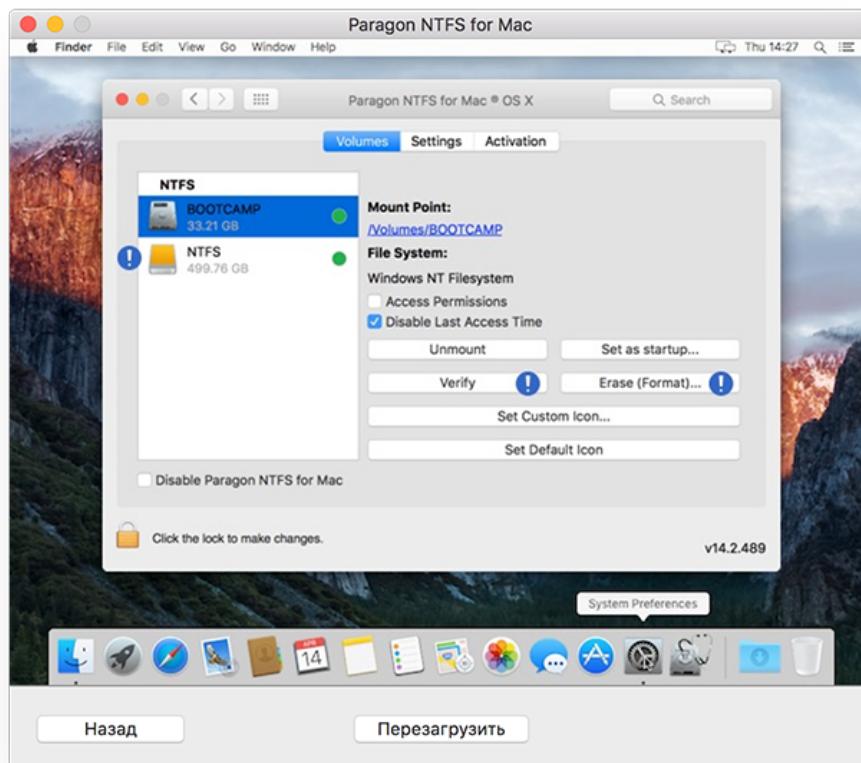 Paragon NTFS for Mac
Finder File Edit View Go Window Help Thu 14:27
Paragon NTFS for Mac ® OS X Search
Volumes Settings Activation
NTFS
BOOTCAMP
33.21 GB
NTFS
499.76 GB
Mount Point:
/Volumes/BOOTCAMP
File System:
Windows NT Filesystem
Access Permissions
Disable Last Access Time
Unmount Set as startup...
Verify Erase (Format)...
Set Custom Icon...
Set Default Icon
Disable Paragon NTFS for Mac
Click the lock to make changes.
v14.2.489
System Preferences
APR
14
Назад Перезагрузить